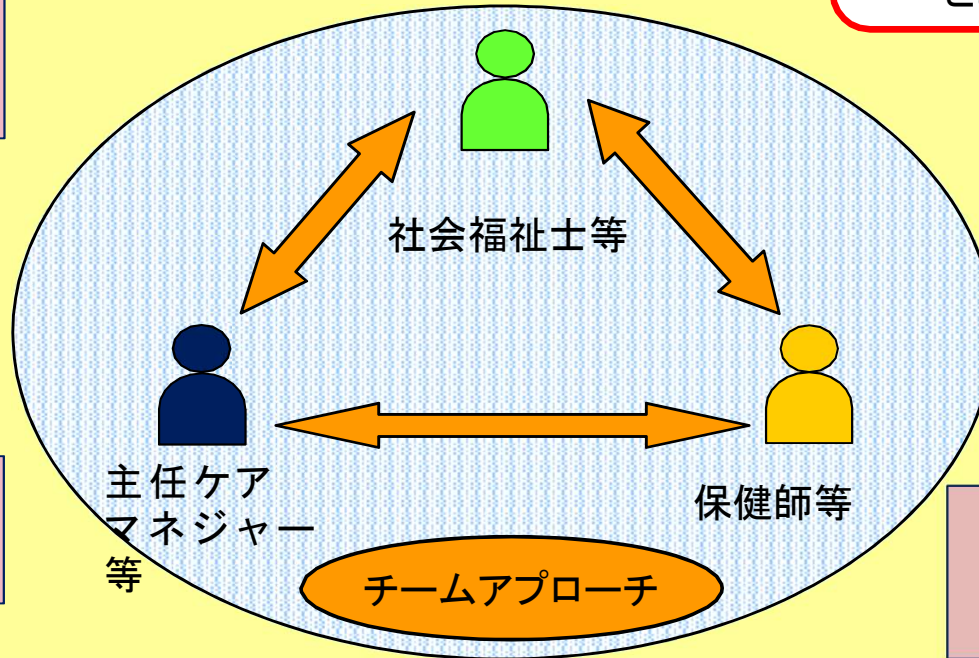 社会福祉士等
主任ケア
マネジャー
等
保健師等
チームアプローチ